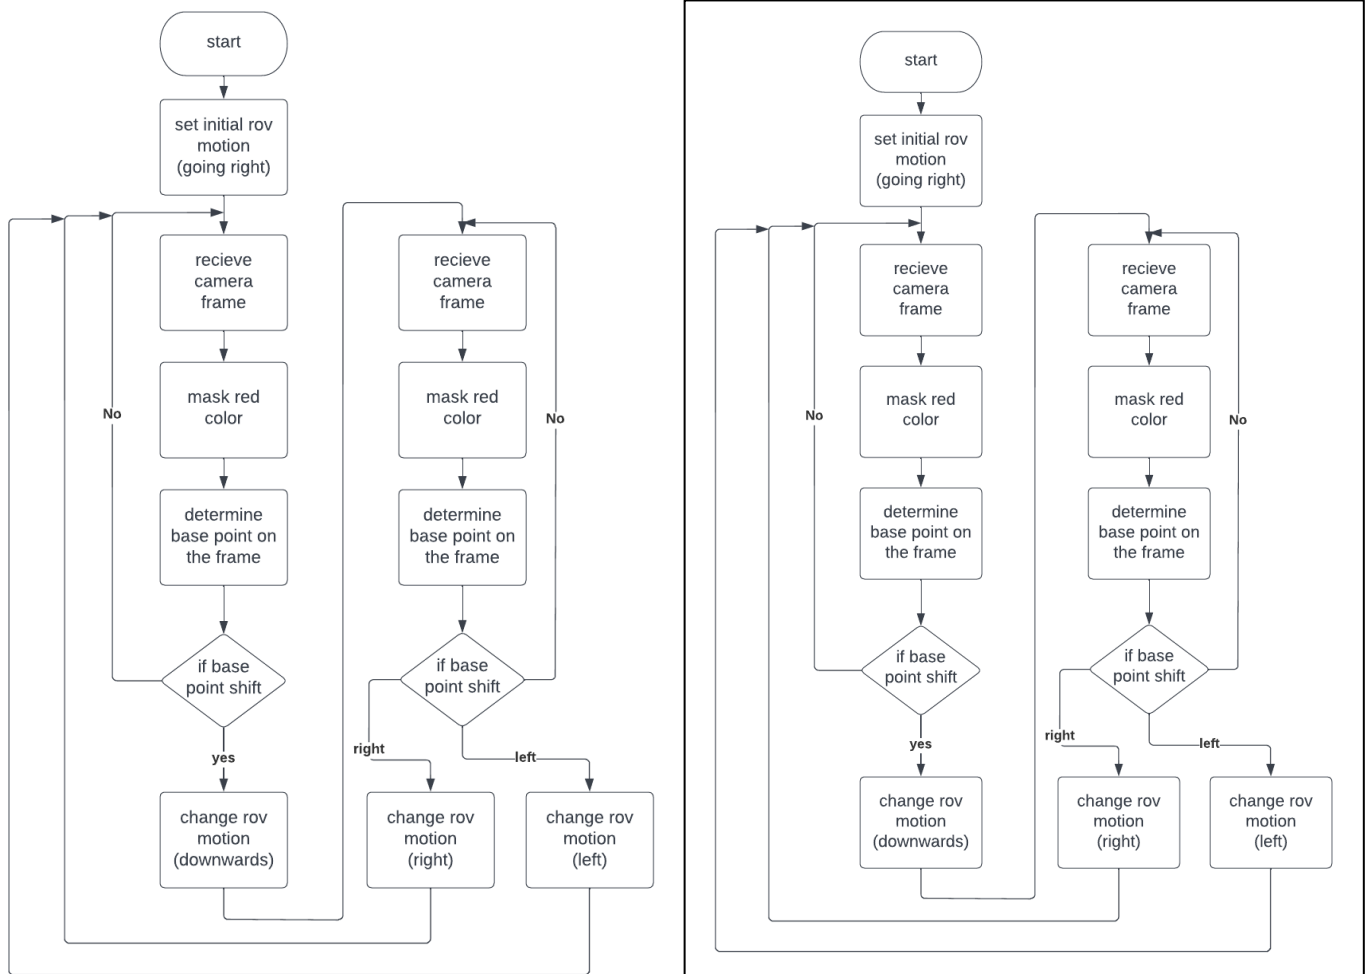 start
set initial rov
motion
(going right)
recieve
camera
frame
mask red
color
determine
base point on
the frame
if base
point shift
No
yes
change rov
motion
(downwards)
recieve
camera
frame
mask red
color
determine
base point on
the frame
if base
point shift
No
right
left
change rov
motion
(right)
change rov
motion
(left)
start
set initial rov
motion
(going right)
recieve
camera
frame
mask red
color
determine
base point on
the frame
if base
point shift
No
yes
change rov
motion
(downwards)
recieve
camera
frame
mask red
color
determine
base point on
the frame
if base
point shift
No
right
left
change rov
motion
(right)
change rov
motion
(left)